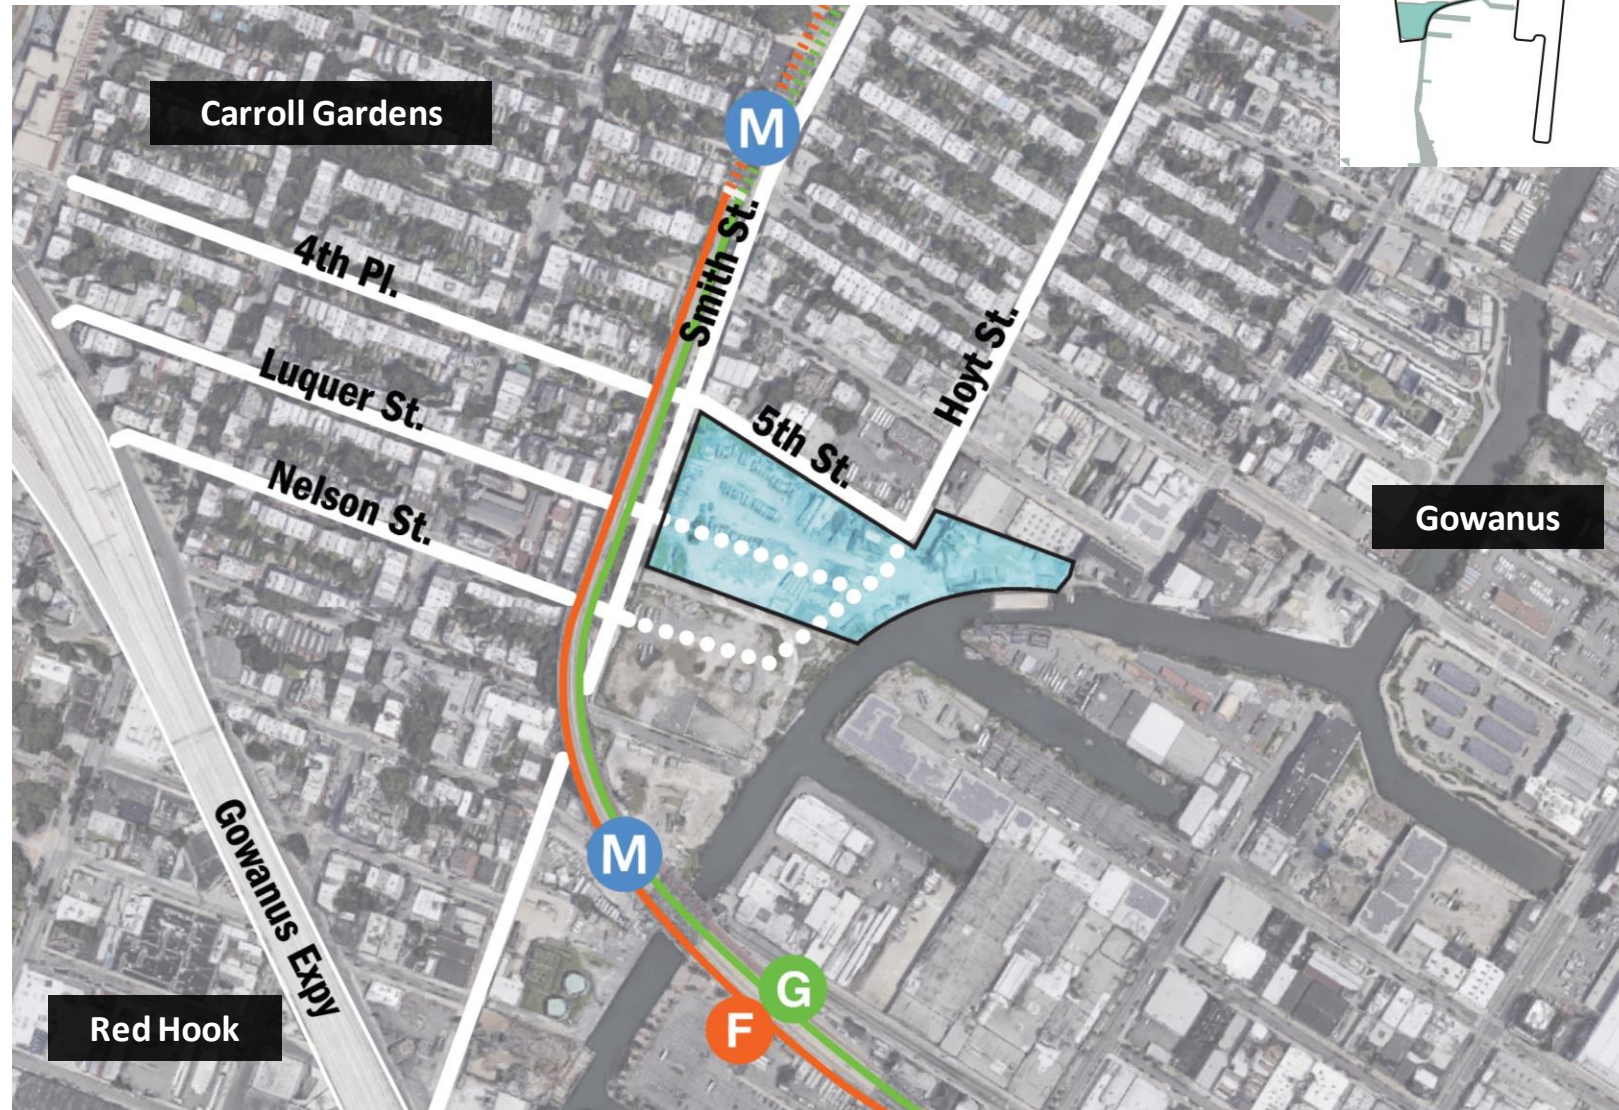 Carroll Gardens
M
Smith St.
4th Pl.
Hoyt St.
Luquer St.
5th St.
Nelson St.
Gowanus
M
Gowanus Expy
G
F
Red Hook